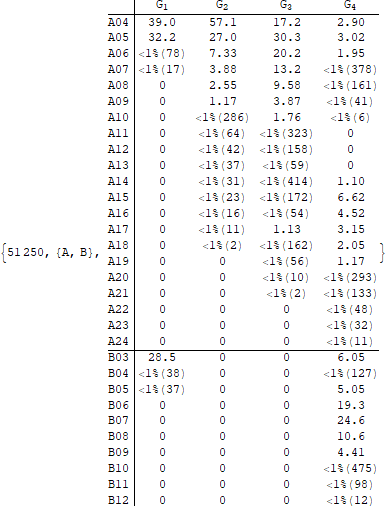 G1 G2 G3 G4
A04 39.0 57.1 17.2 2.90
A05 32.2 27.0 30.3 3.02
A06 <1%(78) 7.33 20.2 1.95
A07 <1%(17) 3.88 13.2 <1%(378)
A08 0 2.55 9.58 <1%(161)
A09 0 1.17 3.87 <1%(41)
A10 0 <1%(286) 1.76 <1%(6)
A11 0 <1%(64) <1%(323) 0
A12 0 <1%(42) <1%(158) 0
A13 0 <1%(37) <1%(59) 0
A14 0 <1%(31) <1%(414) 1.10
A15 0 <1%(23) <1%(172) 6.62
A16 0 <1%(16) <1%(54) 4.52
A17 0 <1%(11) 1.13 3.15
{51250, {A, B}, A18 0 <1%(2) <1%(162) 2.05 }
A19 0 0 <1%(56) 1.17
A20 0 0 <1%(10) <1%(293)
A21 0 0 <1%(2) <1%(133)
A22 0 0 0 <1%(48)
A23 0 0 0 <1%(32)
A24 0 0 0 <1%(11)
B03 28.5 0 0 6.05
B04 <1%(38) 0 0 <1%(127)
B05 <1%(37) 0 0 5.05
B06 0 0 0 19.3
B07 0 0 0 24.6
B08 0 0 0 10.6
B09 0 0 0 4.41
B10 0 0 0 <1%(475)
B11 0 0 0 <1%(98)
B12 0 0 0 <1%(12)